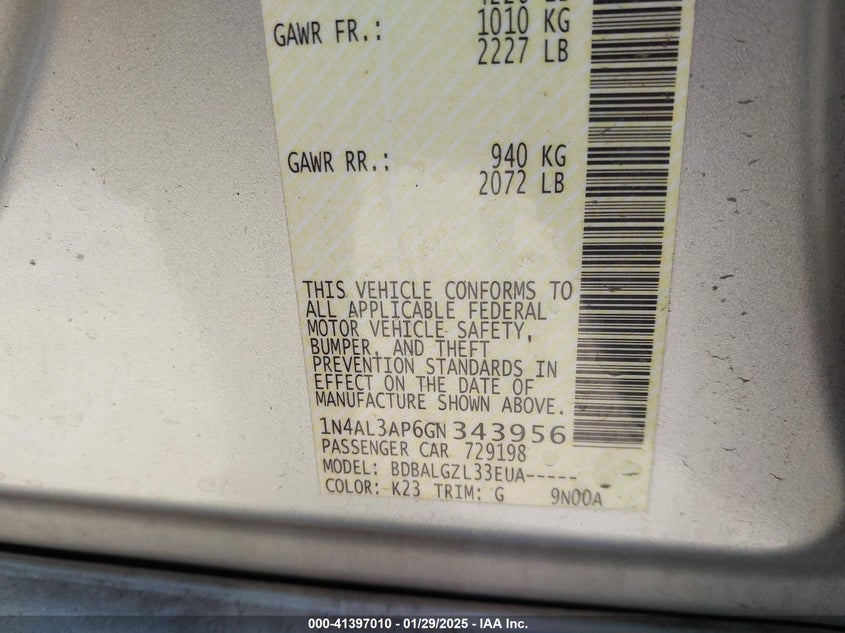 GAWR FR.: 1010 KG
2227 LB
GAWR RR.: 940 KG
2072 LB
THIS VEHICLE CONFORMS TO
ALL APPLICABLE FEDERAL
MOTOR VEHICLE SAFETY,
BUMPER, AND THEFT
PREVENTION STANDARDS IN
EFFECT ON THE DATE OF
MANUFACTURE SHOWN ABOVE.
1N4AL3AP6GN343956
PASSENGER CAR 729198
MODEL: BDBALGZL33EUA-----
COLOR: K23 TRIM: G 9N00A
000-41397010 / 01/29/2025 - IAA Inc.